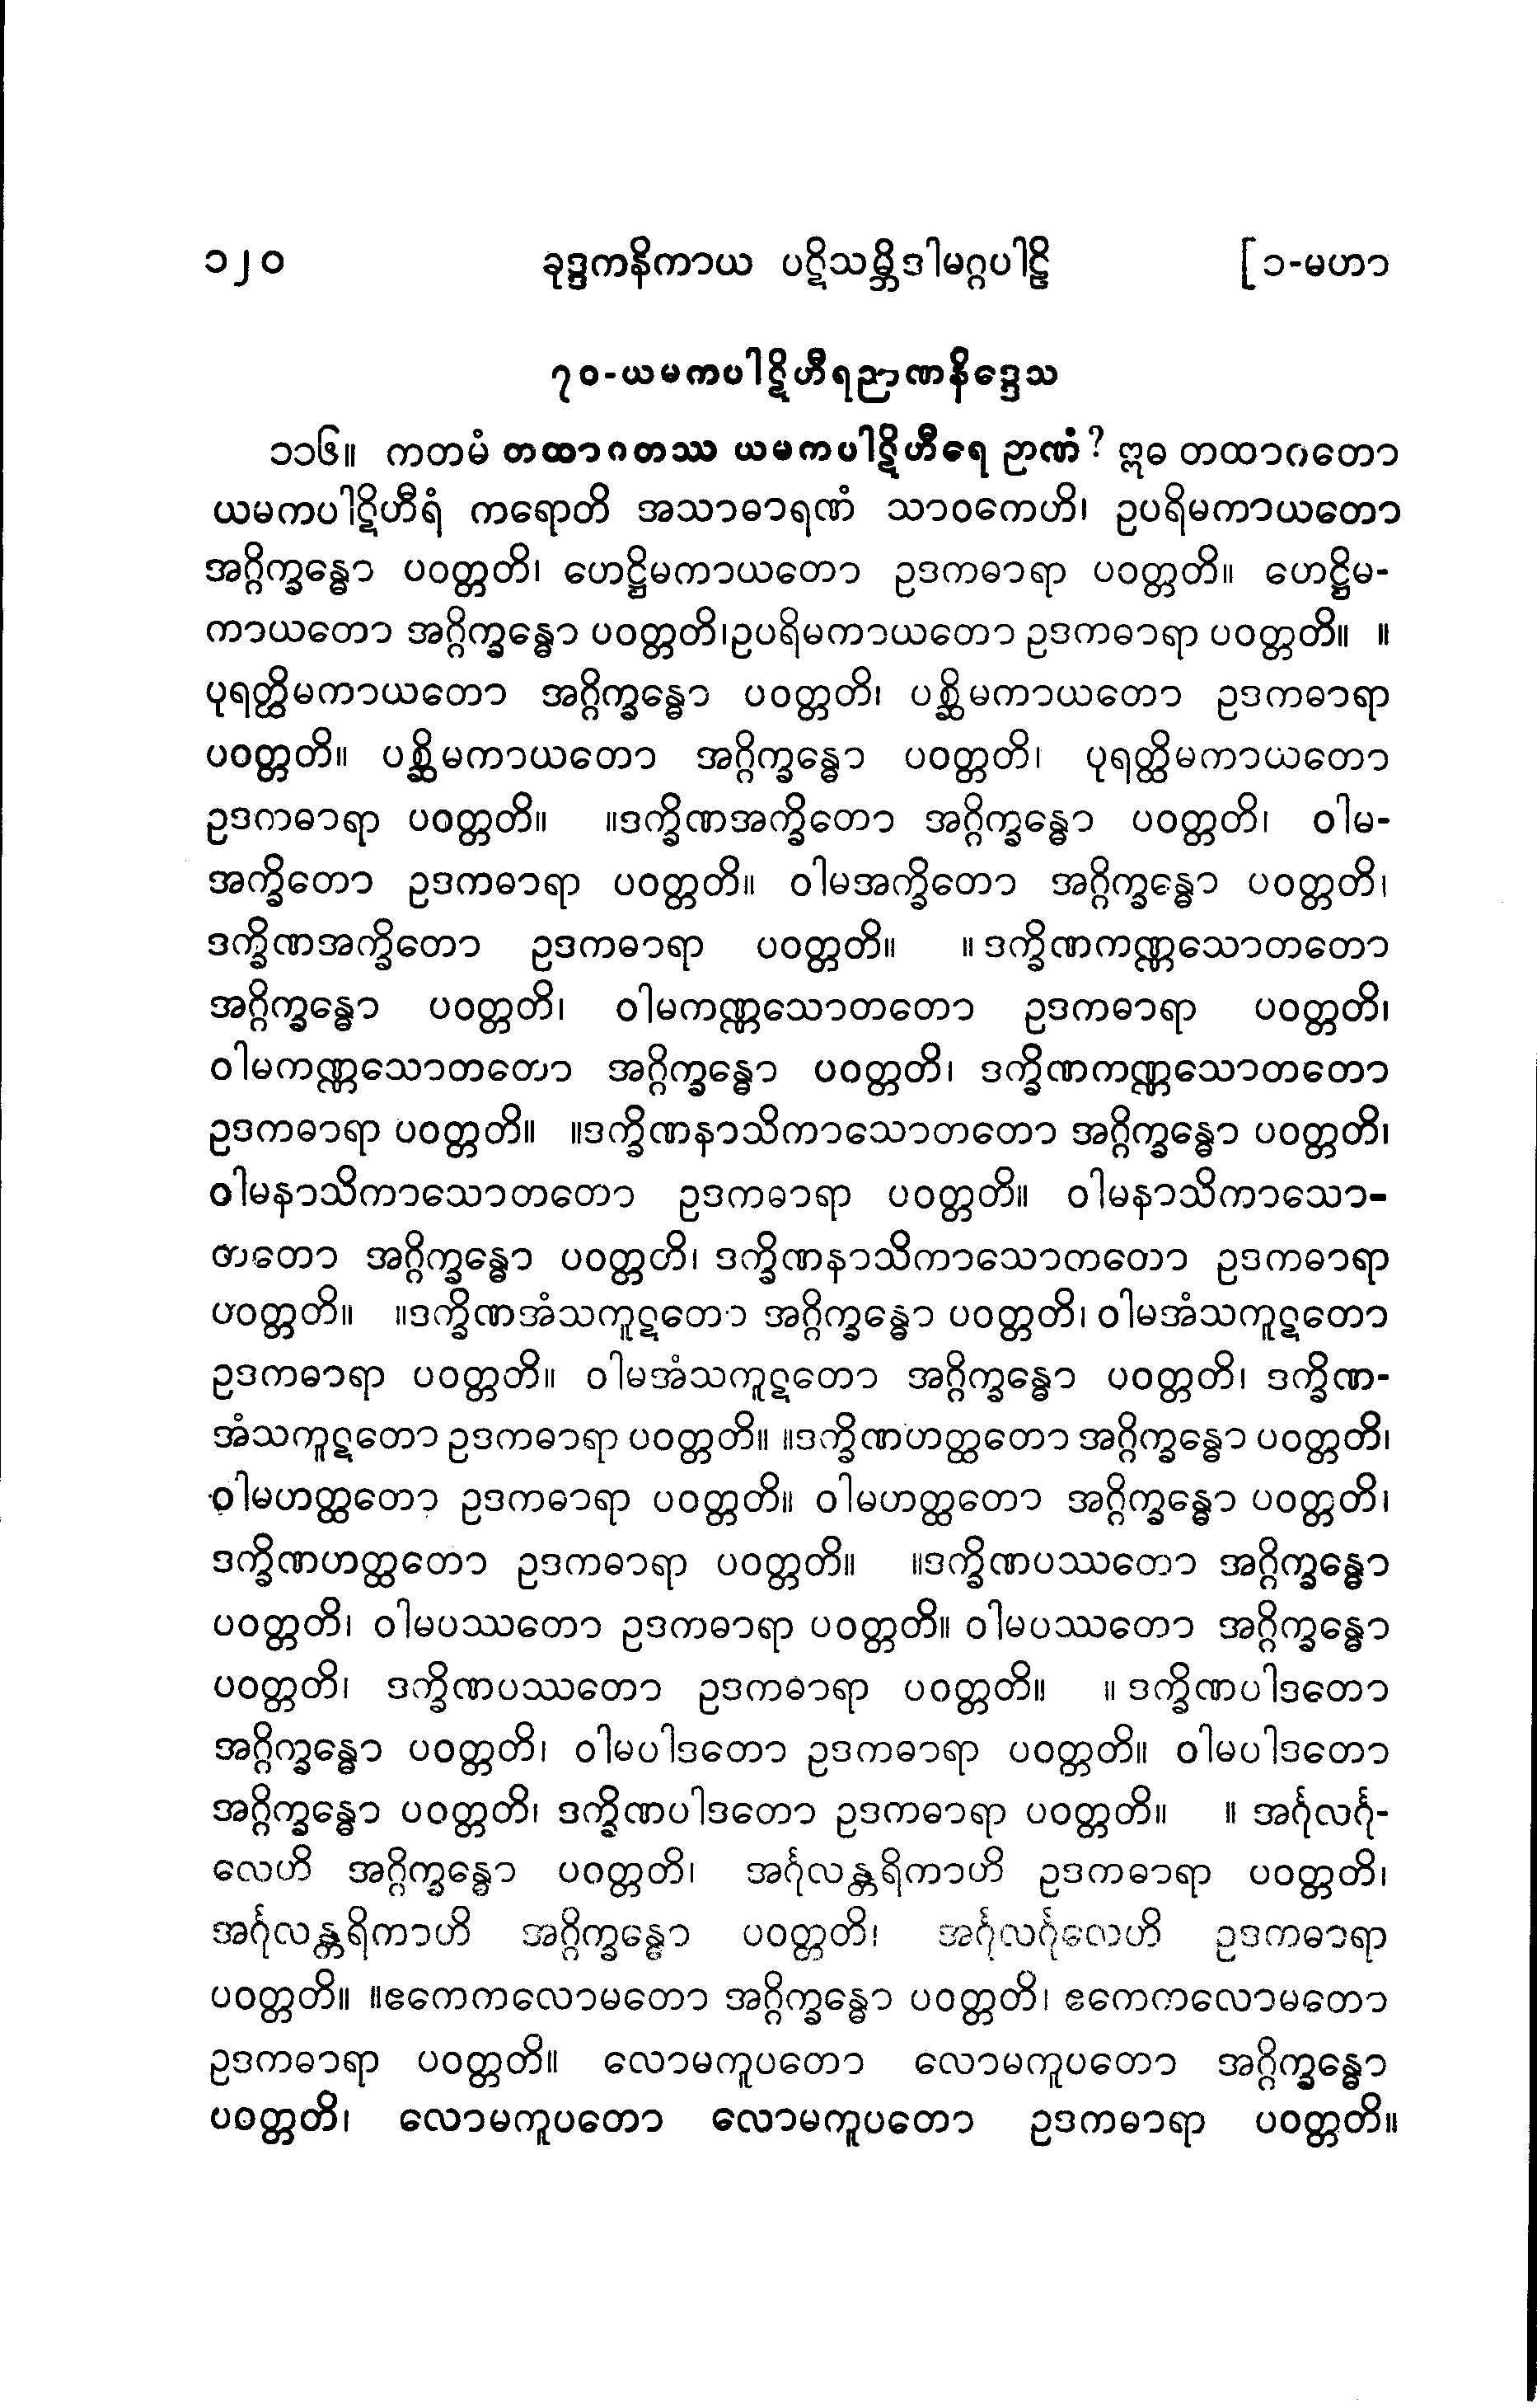 ၁၂၀ ခုဒ္ဒကနိကာယ ပဋိသမ္ဘိဒါမဂ္ဂပါဠိ [၁-မဟာ
၇၀-ယမကပါဋိဟီရဉာဏနိဒ္ဒေသ
၁၁၆။ ကတမံ တထာဂတဿ ယမကပါဋိဟီရေ ဉာဏံ? ဣဓ တထာဂတော
ယမကပါဋိဟီရံ ကရောတိ အသာဓာရဏံ သာဝကေဟိ၊ ဥပရိမကာယတော
အဂ္ဂိက္ခန္ဓော ပဝတ္တတိ၊ ဟေဋ္ဌိမကာယတော ဥဒကဓာရာ ပဝတ္တတိ။ ဟေဋ္ဌိမ-
ကာယတော အဂ္ဂိက္ခန္ဓော ပဝတ္တတိ၊ဥပရိမကာယတော ဥဒကဓာရာ ပဝတ္တတိ။ ။
ပုရတ္ထိမကာယတော အဂ္ဂိက္ခန္ဓော ပဝတ္တတိ၊ ပစ္ဆိမကာယတော ဥဒကဓာရာ
ပဝတ္တတိ။ ပစ္ဆိမကာယတော အဂ္ဂိက္ခန္ဓော ပဝတ္တတိ၊ ပုရတ္ထိမကာယတော
ဥဒကဓာရာ ပဝတ္တတိ။ ။ဒက္ခိဏအက္ခိတော အဂ္ဂိက္ခန္ဓော ပဝတ္တတိ၊ ဝါမ-
အက္ခိတော ဥဒကဓာရာ ပဝတ္တတိ။ ဝါမအက္ခိတော အဂ္ဂိက္ခန္ဓော ပဝတ္တတိ၊
ဒက္ခိဏအက္ခိတော ဥဒကဓာရာ ပဝတ္တတိ။ ။ ဒက္ခိဏကဏ္ဏသောတတော
အဂ္ဂိက္ခန္ဓော ပဝတ္တတိ၊ ဝါမကဏ္ဏသောတတော ဥဒကဓာရာ ပဝတ္တတိ၊
ဝါမကဏ္ဏသောတတော အဂ္ဂိက္ခန္ဓော ပဝတ္တတိ၊ ဒက္ခိဏကဏ္ဏသောတတော
ဥဒကဓာရာ ပဝတ္တတိ။ ။ဒက္ခိဏနာသိကာသောတတော အဂ္ဂိက္ခန္ဓော ပဝတ္တတိ၊
ဝါမနာသိကာသောတတော ဥဒကဓာရာ ပဝတ္တတိ။ ဝါမနာသိကာသော-
တတော အဂ္ဂိက္ခန္ဓော ပဝတ္တတိ၊ ဒက္ခိဏနာသိကာသောတတော ဥဒကဓာရာ
ပဝတ္တတိ။ ။ဒက္ခိဏအံသကူဋတော အဂ္ဂိက္ခန္ဓော ပဝတ္တတိ၊ ဝါမအံသကူဋတော
ဥဒကဓာရာ ပဝတ္တတိ။ ဝါမအံသကူဋတော အဂ္ဂိက္ခန္ဓော ပဝတ္တတိ၊ ဒက္ခိဏ-
အံသကူဋတော ဥဒကဓာရာ ပဝတ္တတိ။ ။ဒက္ခိဏဟတ္ထတော အဂ္ဂိက္ခန္ဓော ပဝတ္တတိ၊
ဝါမဟတ္ထတော ဥဒကဓာရာ ပဝတ္တတိ။ ဝါမဟတ္ထတော အဂ္ဂိက္ခန္ဓော ပဝတ္တတိ၊
ဒက္ခိဏဟတ္ထတော ဥဒကဓာရာ ပဝတ္တတိ။ ။ဒက္ခိဏပဿတော အဂ္ဂိက္ခန္ဓော
ပဝတ္တတိ၊ ဝါမပဿတော ဥဒကဓာရာ ပဝတ္တတိ။ ဝါမပဿတော အဂ္ဂိက္ခန္ဓော
ပဝတ္တတိ၊ ဒက္ခိဏပဿတော ဥဒကဓာရာ ပဝတ္တတိ။ ။ ဒက္ခိဏပါဒတော
အဂ္ဂိက္ခန္ဓော ပဝတ္တတိ၊ ဝါမပါဒတော ဥဒကဓာရာ ပဝတ္တတိ။ ဝါမပါဒတော
အဂ္ဂိက္ခန္ဓော ပဝတ္တတိ၊ ဒက္ခိဏပါဒတော ဥဒကဓာရာ ပဝတ္တတိ။ ။ အင်္ဂုလင်္ဂု-
လေဟိ အဂ္ဂိက္ခန္ဓော ပဝတ္တတိ၊ အင်္ဂုလန္တရိကာဟိ ဥဒကဓာရာ ပဝတ္တတိ၊
အင်္ဂုလန္တရိကာဟိ အဂ္ဂိက္ခန္ဓော ပဝတ္တတိ၊ အင်္ဂုလင်္ဂုလေဟိ ဥဒကဓာရာ
ပဝတ္တတိ။ ။ဧကေကလောမတော အဂ္ဂိက္ခန္ဓော ပဝတ္တတိ၊ ဧကေကလောမတော
ဥဒကဓာရာ ပဝတ္တတိ။ လောမကူပတော လောမကူပတော အဂ္ဂိက္ခန္ဓော
ပဝတ္တတိ၊ လောမကူပတော လောမကူပတော ဥဒကဓာရာ ပဝတ္တတိ။